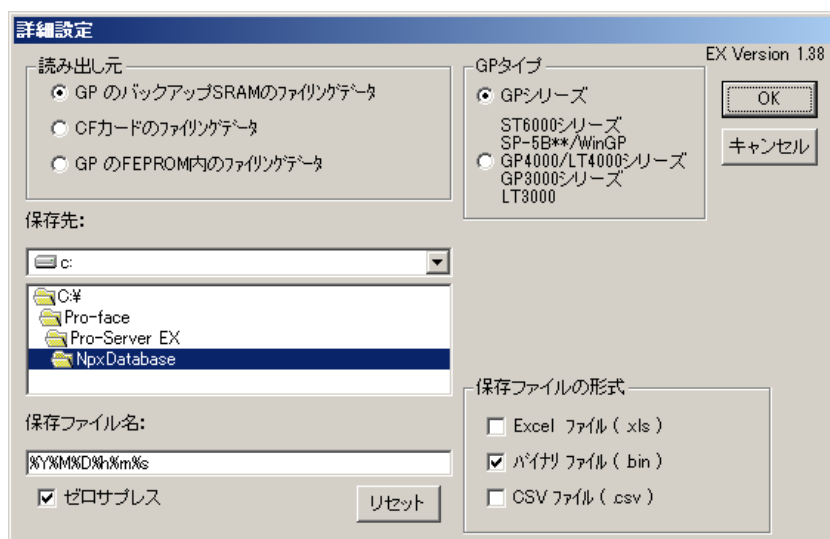 詳細設定
EX Version 1.38
読み出し元
GP のバックアップSRAMのファイリングデータ
CFカードのファイリングデータ
GP のFEPROM内のファイリングデータ
GPタイプ
GPシリーズ
ST6000シリーズ
SP-5B**/WinGP
GP4000/LT4000シリーズ
GP3000シリーズ
LT3000
OK
キャンセル
保存先:
c:
C:¥
Pro-face
Pro-Server EX
NpxDatabase
保存ファイル名:
%Y%M%D%h%m%s
ゼロサプレス
リセット
保存ファイルの形式
Excel ファイル ( .xls )
バイナリ ファイル ( .bin )
CSV ファイル ( .csv )